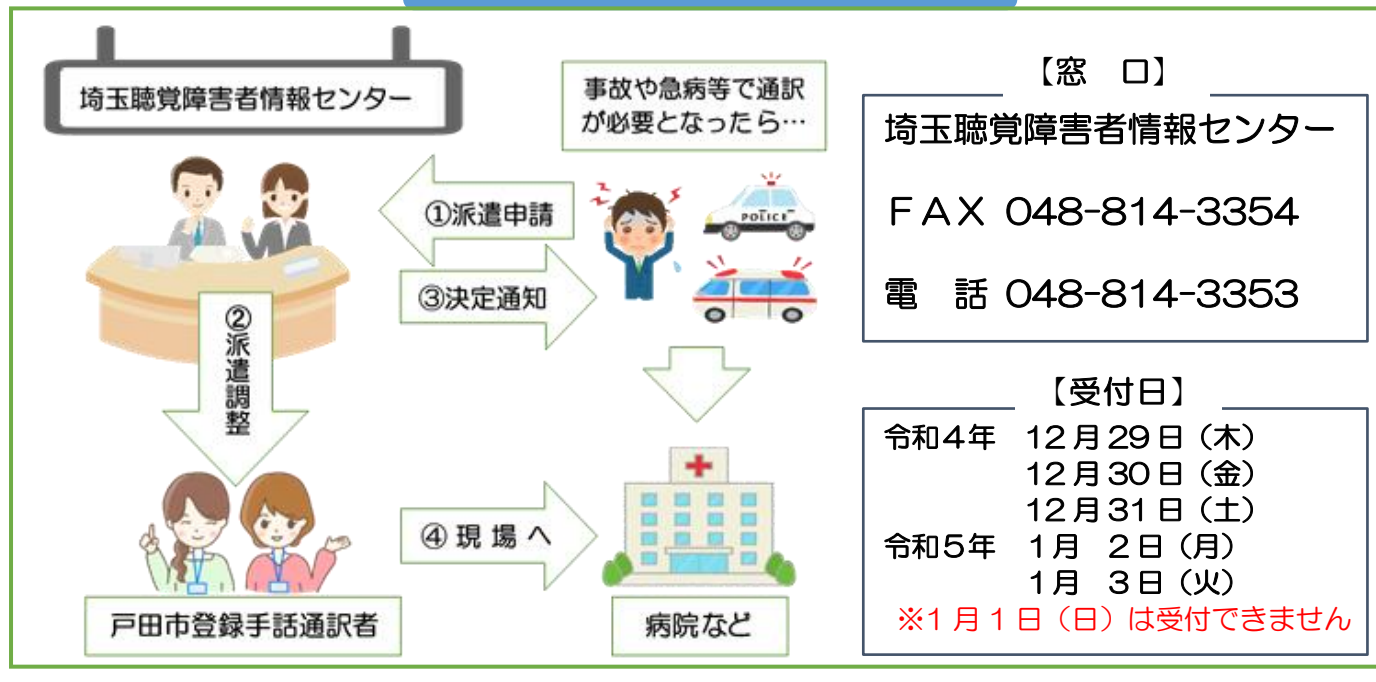 埼玉聴覚障害者情報センター
事故や急病等で通訳
が必要となったら…
①派遣申請
POLICE
③決定通知
②派遣調整
④現場へ
戸田市登録手話通訳者
病院など
【窓　口】
埼玉聴覚障害者情報センター
ＦＡＸ 048-814-3354
電　話 048-814-3353
【受付日】
令和４年　12月29日（木）
12月30日（金）
12月31日（土）
令和５年　１月　２日（月）
１月　３日（火）
※１月１日（日）は受付できません